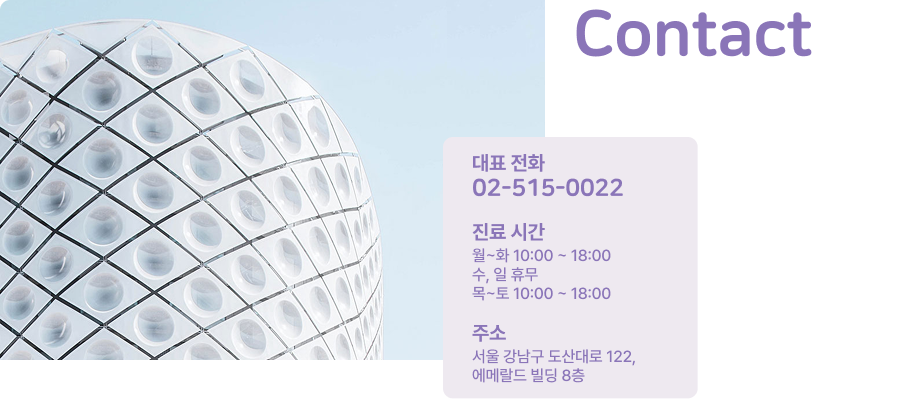 Contact
대표 전화
02-515-0022
진료 시간
월~화 10:00 ~ 18:00
수, 일 휴무
목~토 10:00 ~ 18:00
주소
서울 강남구 도산대로 122,
에메랄드 빌딩 8층